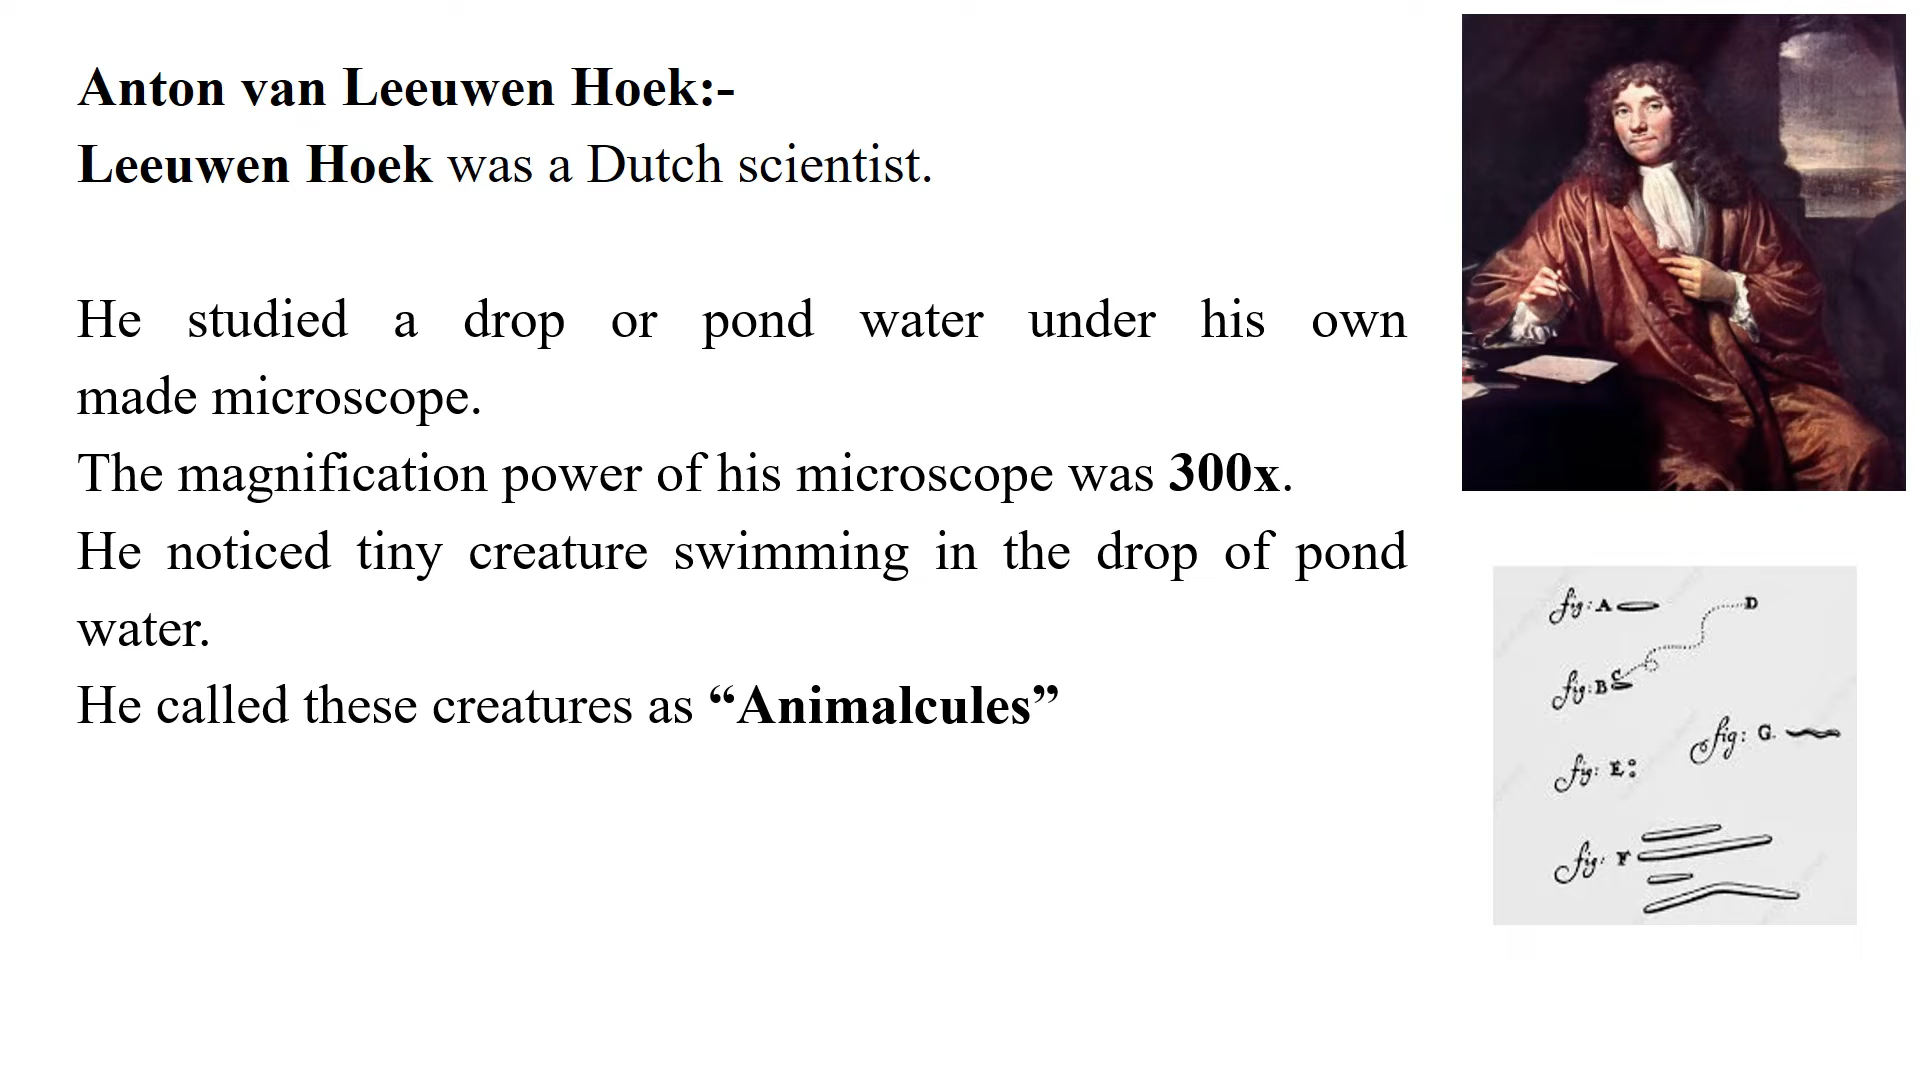 Anton van Leeuwen Hoek:-
Leeuwen Hoek was a Dutch scientist.
He studied a drop or pond water under his own
made microscope.
The magnification power of his microscope was 300x.
He noticed tiny creature swimming in the drop of pond
water.
He called these creatures as “Animalcules”
fig: A
D
C
fig: B
fig: G.
fig: E
fig: F